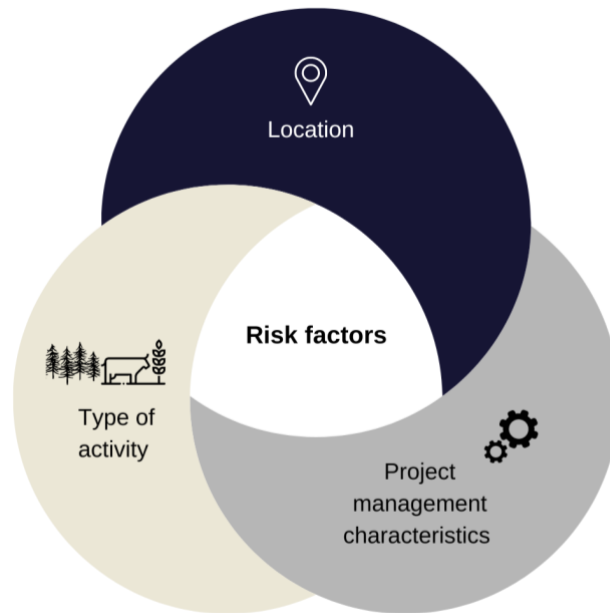 Location
Risk factors
Type of
activity
Project
management
characteristics